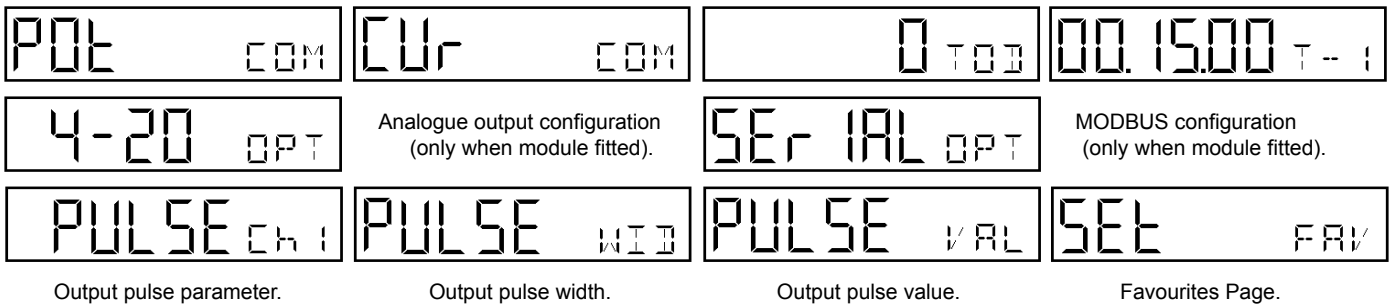 POt COM
CUr COM
0 TOD
00.15.00 T-1
4-20 OPT
Analogue output configuration
(only when module fitted).
SErIAL OPT
MODBUS configuration
(only when module fitted).
PULSE Ch1
PULSE WID
PULSE VAL
SEt FAV
Output pulse parameter.
Output pulse width.
Output pulse value.
Favourites Page.